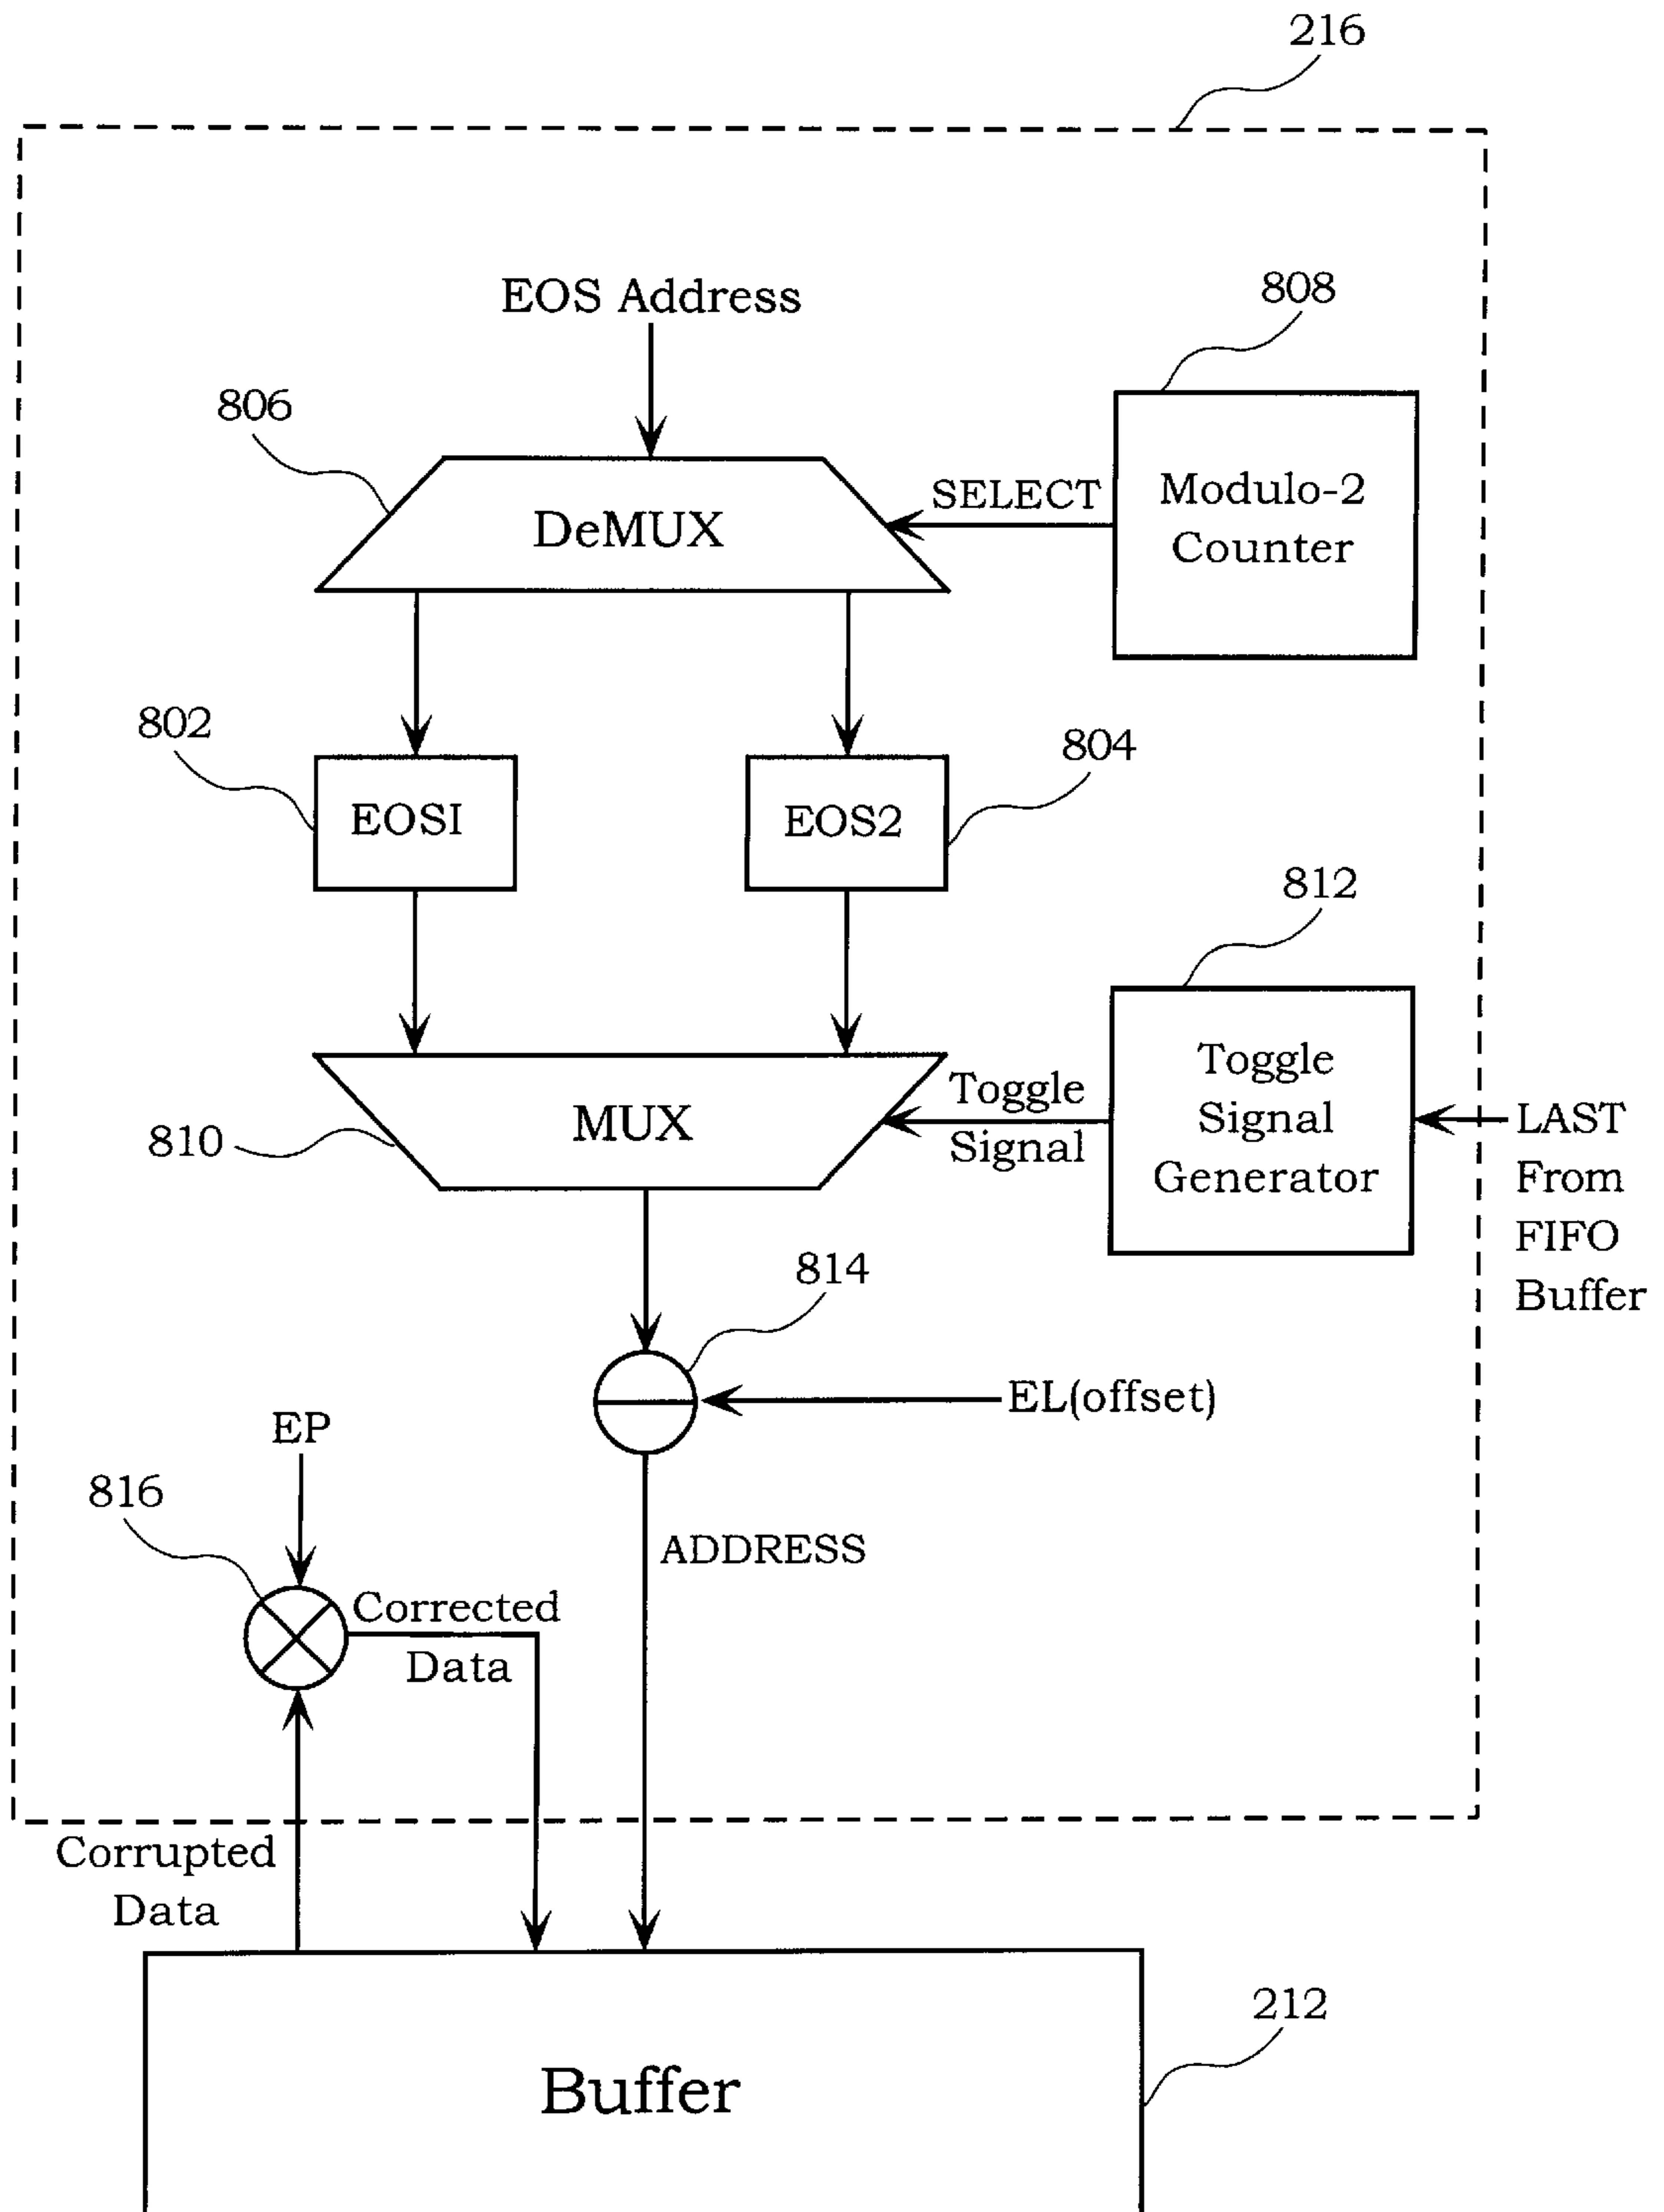 216
EOS Address
808
806
SELECT
Modulo-2
Counter
DeMUX
802
804
EOSI
EOS2
812
Toggle
Signal
Generator
Toggle
Signal
MUX
810
LAST
From
FIFO
Buffer
814
EL(offset)
EP
816
ADDRESS
Corrected
Data
Corrupted
Data
212
Buffer